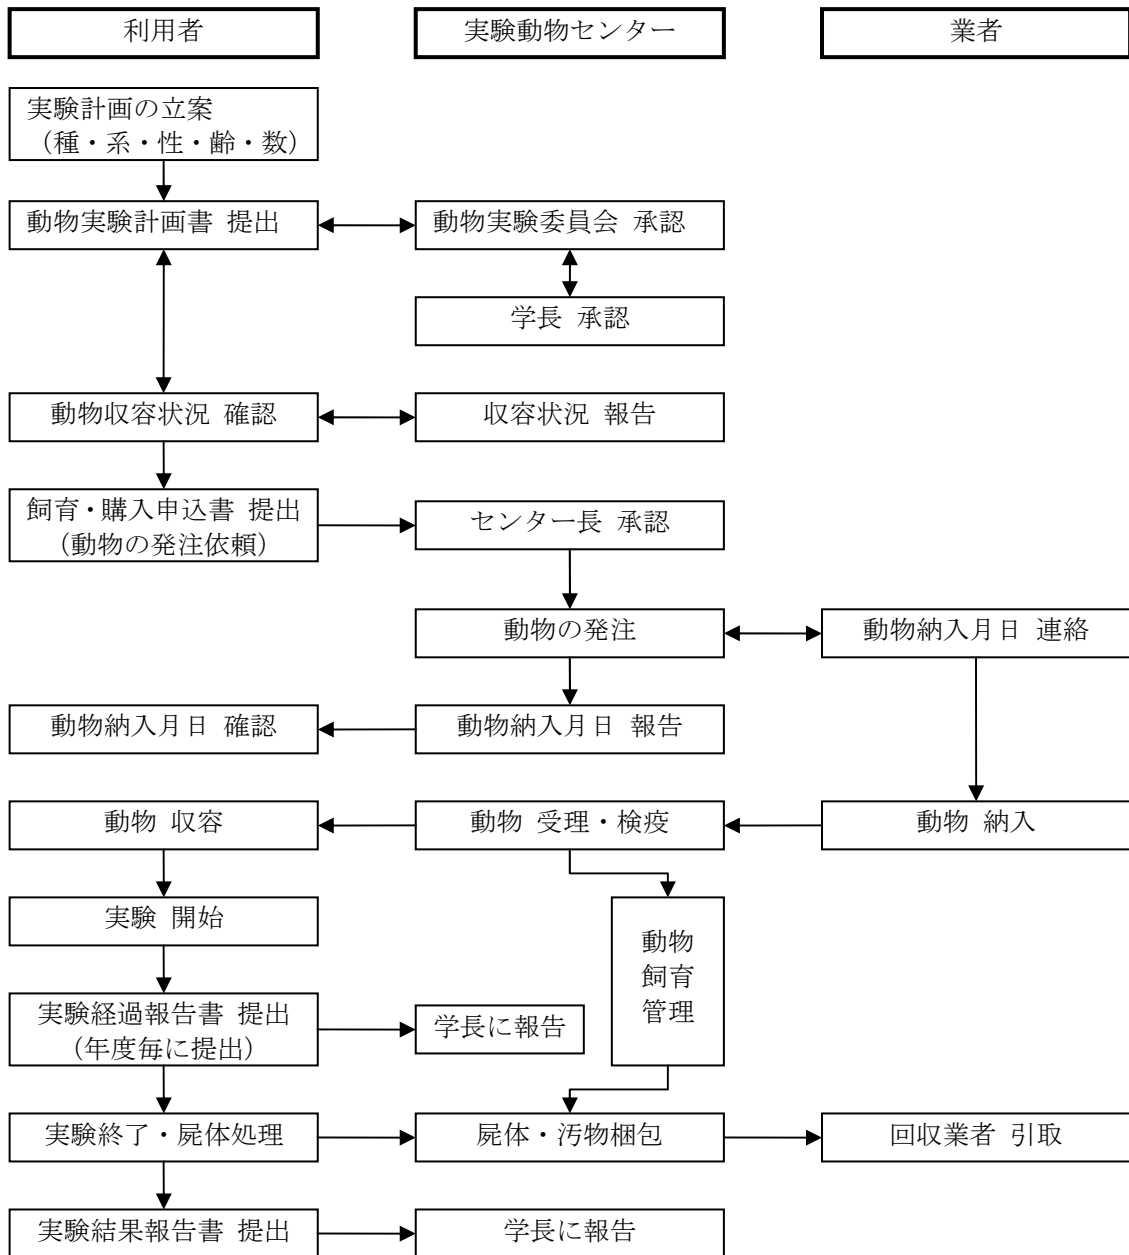 利用者
実験動物センター
業者
実験計画の立案
(種・系・性・齢・数)
動物実験計画書 提出
動物実験委員会 承認
学長 承認
動物収容状況 確認
収容状況 報告
飼育・購入申込書 提出
(動物の発注依頼)
センター長 承認
動物の発注
動物納入月日 連絡
動物納入月日 確認
動物納入月日 報告
動物 収容
動物 受理・検疫
動物 納入
実験 開始
動物
飼育
管理
実験経過報告書 提出
(年度毎に提出)
学長に報告
実験終了・屍体処理
屍体・汚物梱包
回収業者 引取
実験結果報告書 提出
学長に報告